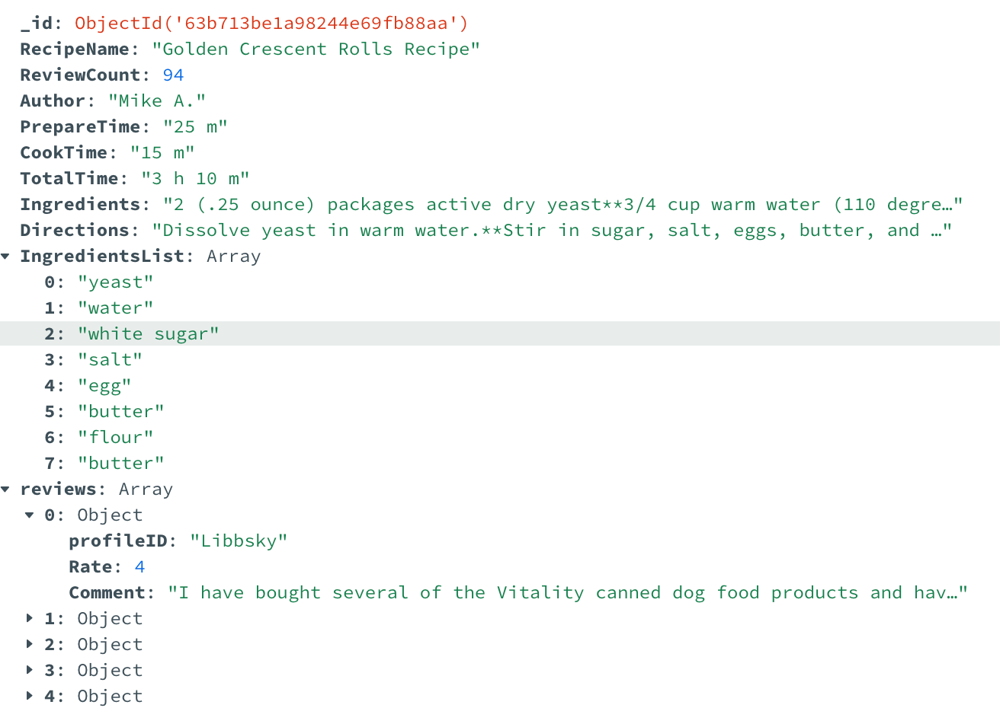 _id: ObjectId('63b713be1a98244e69fb88aa')
RecipeName: "Golden Crescent Rolls Recipe"
ReviewCount: 94
Author: "Mike A."
PrepareTime: "25 m"
CookTime: "15 m"
TotalTime: "3 h 10 m"
Ingredients: "2 (.25 ounce) packages active dry yeast**3/4 cup warm water (110 degre…"
Directions: "Dissolve yeast in warm water.**Stir in sugar, salt, eggs, butter, and …"
IngredientsList: Array
0: "yeast"
1: "water"
2: "white sugar"
3: "salt"
4: "egg"
5: "butter"
6: "flour"
7: "butter"
reviews: Array
0: Object
profileID: "Libbsky"
Rate: 4
Comment: "I have bought several of the Vitality canned dog food products and hav…"
1: Object
2: Object
3: Object
4: Object